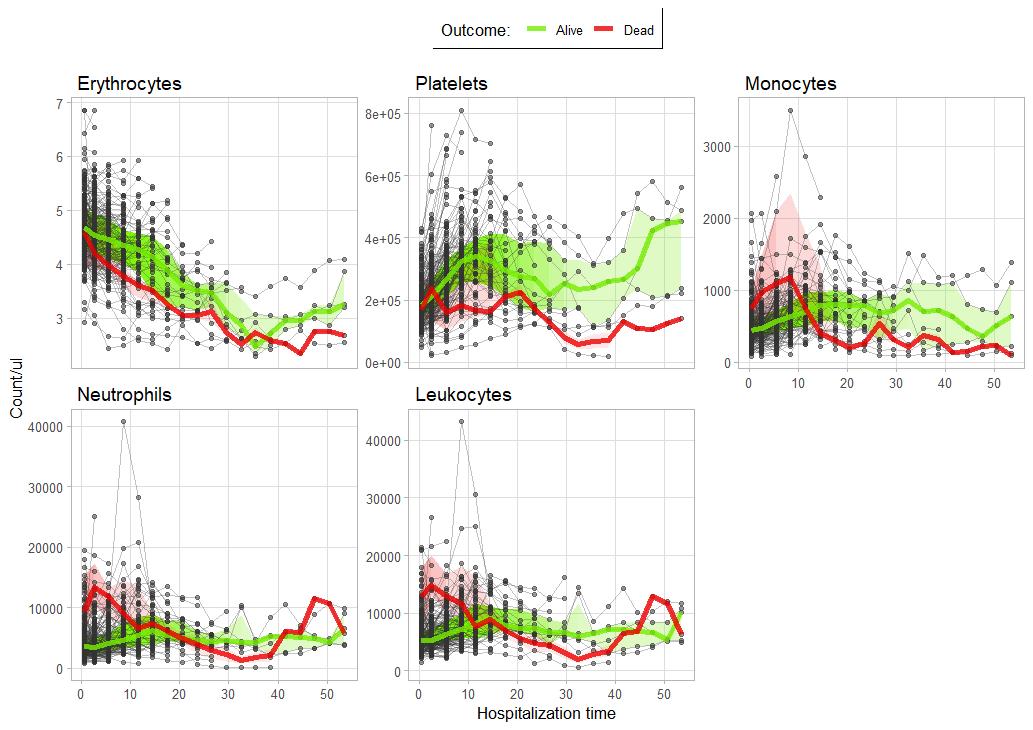 Outcome: Alive Dead
Erythrocytes
Platelets
Monocytes
7
6
5
4
3
8e+05
6e+05
4e+05
2e+05
0e+00
3000
2000
1000
0
0 10 20 30 40 50
Count/ul
Neutrophils
Leukocytes
40000
30000
20000
10000
0
0 10 20 30 40 50
40000
30000
20000
10000
0
0 10 20 30 40 50
Hospitalization time